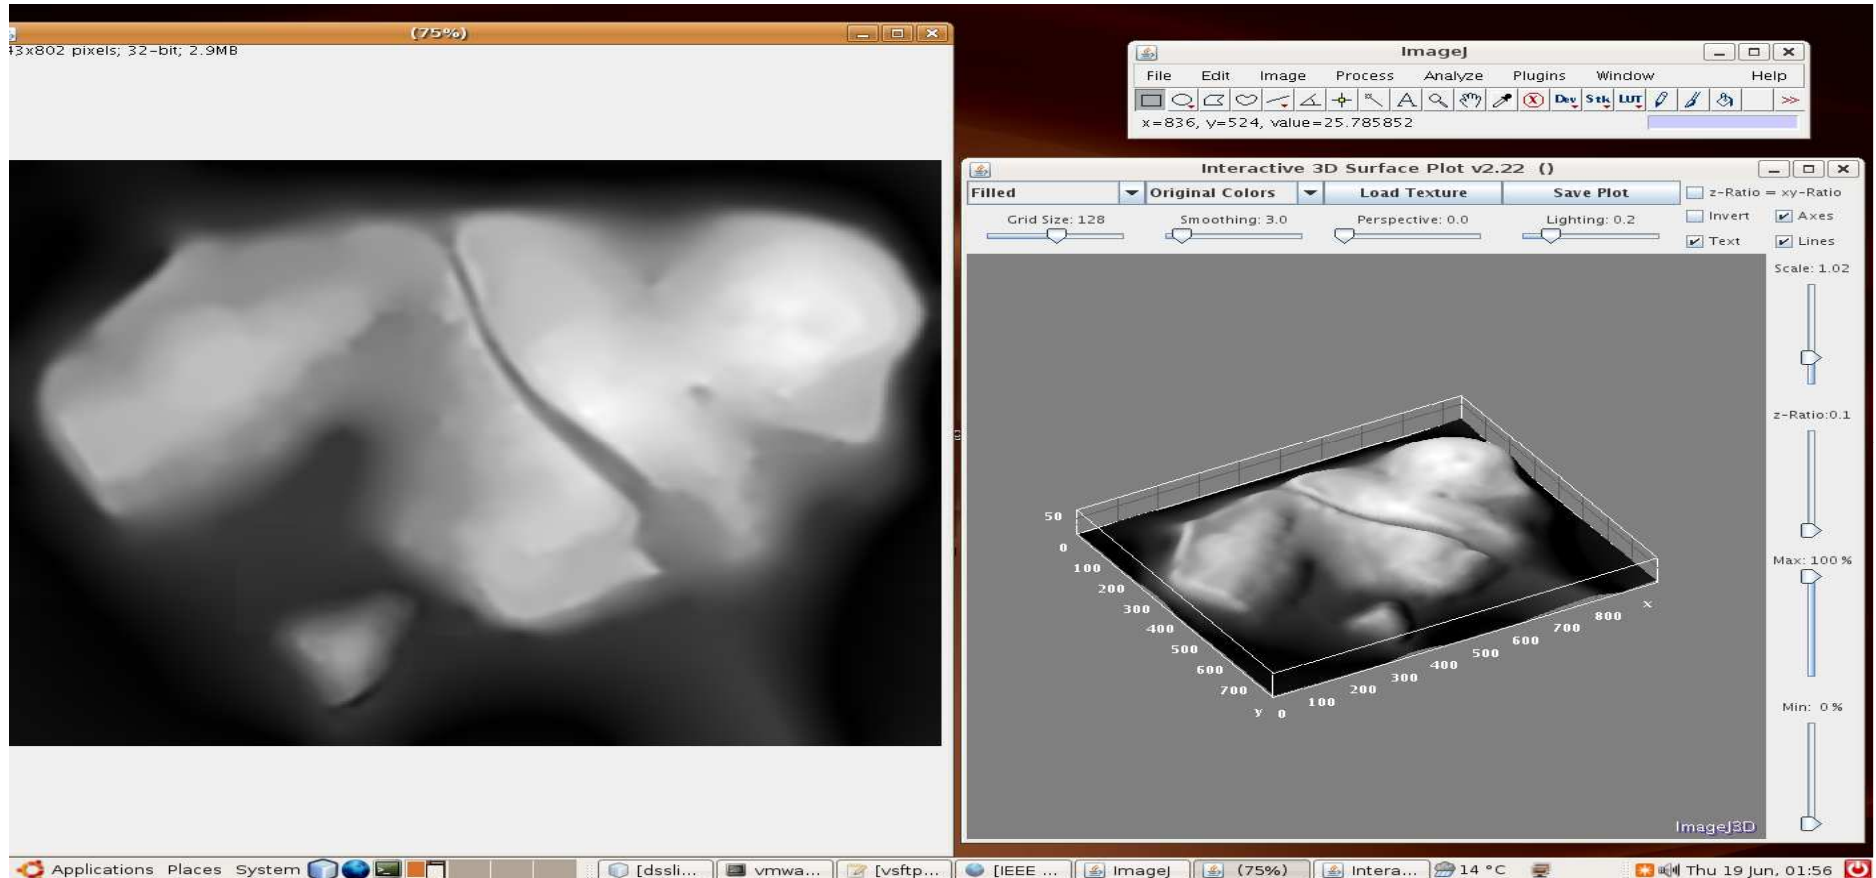 (75%)
43x802 pixels; 32-bit; 2.9MB
ImageJ
File Edit Image Process Analyze Plugins Window Help
Dev Stk LUT >>
x=836, y=524, value=25.785852
Interactive 3D Surface Plot v2.22 ()
Filled Original Colors Load Texture Save Plot z-Ratio = xy-Ratio
Grid Size: 128 Smoothing: 3.0 Perspective: 0.0 Lighting: 0.2 Invert Axes
Text Lines
Scale: 1.02
z-Ratio:0.1
Max: 100%
Min: 0%
50
0
100
200
300
400
500
600
700
y 0
100
200
300
400
500
600
700
800
x
ImageJ3D
Applications Places System [dssli... vmwa... [vsftp... [IEEE ... ImageJ (75%) Intera... 14 °C Thu 19 Jun, 01:56